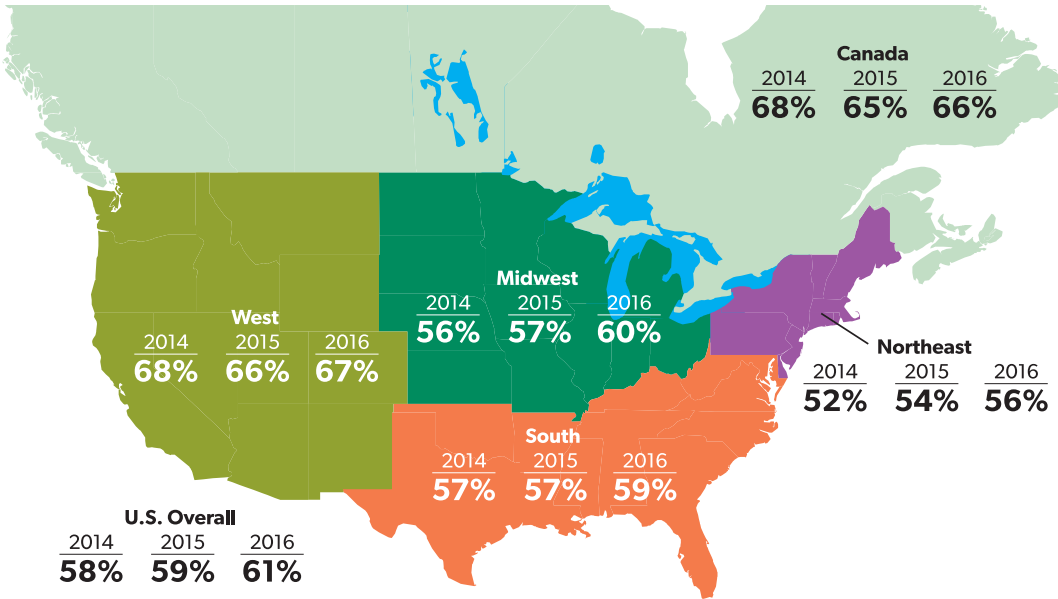 Canada
2014 2015 2016
68% 65% 66%
Midwest
2014 2015 2016
56% 57% 60%
West
2014 2015 2016
68% 66% 67%
Northeast
2014 2015 2016
52% 54% 56%
South
2014 2015 2016
57% 57% 59%
U.S. Overall
2014 2015 2016
58% 59% 61%